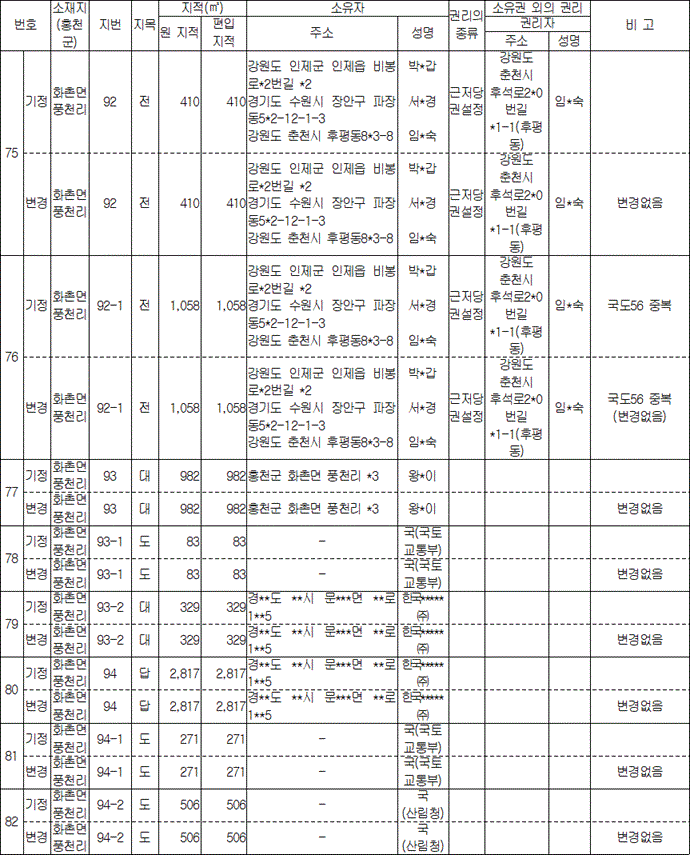 번호 소재지(홍천군) 지번 지목 지적(㎡) 소유자 권리의 종류 소유권 외의 권리 비 고
원 지적 편입 지적 주소 성명 권리자
주소 성명
75
기정 화촌면 풍천리 92 전 410 410
강원도 인제군 인제읍 비봉로*2번길 *2 박*갑
경기도 수원시 장안구 파장동5*2-12-1-3 서*경
강원도 춘천시 후평동8*3-8 임*숙
근저당권설정 강원도 춘천시 후석로2*0번길 *1-1(후평동) 임*숙
변경 화촌면 풍천리 92 전 410 410
강원도 인제군 인제읍 비봉로*2번길 *2 박*갑
경기도 수원시 장안구 파장동5*2-12-1-3 서*경
강원도 춘천시 후평동8*3-8 임*숙
근저당권설정 강원도 춘천시 후석로2*0번길 *1-1(후평동) 임*숙 변경없음
76
기정 화촌면 풍천리 92-1 전 1,058 1,058
강원도 인제군 인제읍 비봉로*2번길 *2 박*갑
경기도 수원시 장안구 파장동5*2-12-1-3 서*경
강원도 춘천시 후평동8*3-8 임*숙
근저당권설정 강원도 춘천시 후석로2*0번길 *1-1(후평동) 임*숙 국도56 중복
변경 화촌면 풍천리 92-1 전 1,058 1,058
강원도 인제군 인제읍 비봉로*2번길 *2 박*갑
경기도 수원시 장안구 파장동5*2-12-1-3 서*경
강원도 춘천시 후평동8*3-8 임*숙
근저당권설정 강원도 춘천시 후석로2*0번길 *1-1(후평동) 임*숙 국도56 중복 (변경없음)
77
기정 화촌면 풍천리 93 대 982 982 홍천군 화촌면 풍천리 *3 왕*이
변경 화촌면 풍천리 93 대 982 982 홍천군 화촌면 풍천리 *3 왕*이 변경없음
78
기정 화촌면 풍천리 93-1 도 83 83 - 국(국토교통부)
변경 화촌면 풍천리 93-1 도 83 83 - 국(국토교통부) 변경없음
79
기정 화촌면 풍천리 93-2 대 329 329 경**도 **시 문***면 **로 1**5 한국*****㈜
변경 화촌면 풍천리 93-2 대 329 329 경**도 **시 문***면 **로 1**5 한국*****㈜ 변경없음
80
기정 화촌면 풍천리 94 답 2,817 2,817 경**도 **시 문***면 **로 1**5 한국*****㈜
변경 화촌면 풍천리 94 답 2,817 2,817 경**도 **시 문***면 **로 1**5 한국*****㈜ 변경없음
81
기정 화촌면 풍천리 94-1 도 271 271 - 국(국토교통부)
변경 화촌면 풍천리 94-1 도 271 271 - 국(국토교통부) 변경없음
82
기정 화촌면 풍천리 94-2 도 506 506 - 국(산림청)
변경 화촌면 풍천리 94-2 도 506 506 - 국(산림청) 변경없음